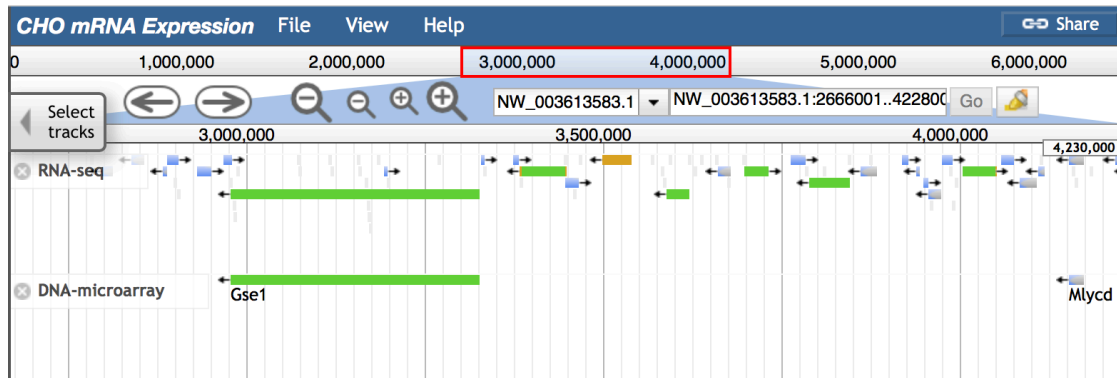 CHO mRNA Expression File View Help Share
0 1,000,000 2,000,000 3,000,000 4,000,000 5,000,000 6,000,000
Select tracks
NW_003613583.1 NW_003613583.1:2666001..422800 Go
3,000,000 3,500,000 4,000,000
4,230,000
RNA-seq
DNA-microarray
Gse1 Mlycd